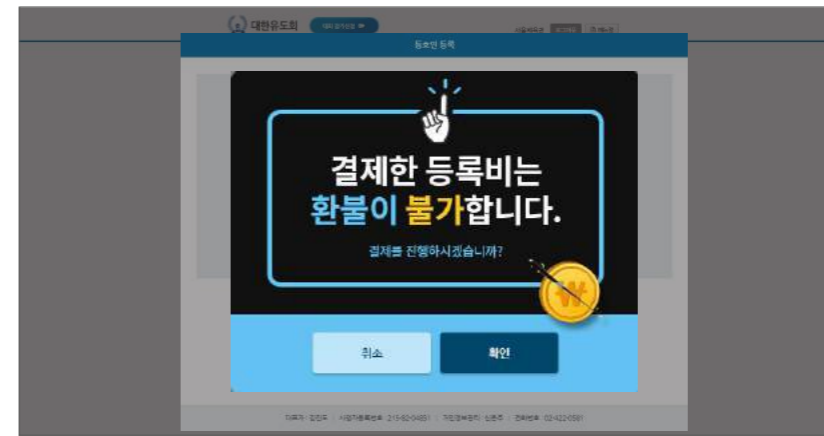 대한유도회
동호인 등록
결제한 등록비는
환불이 불가합니다.
결제를 진행하시겠습니까?
₩
취소
확인